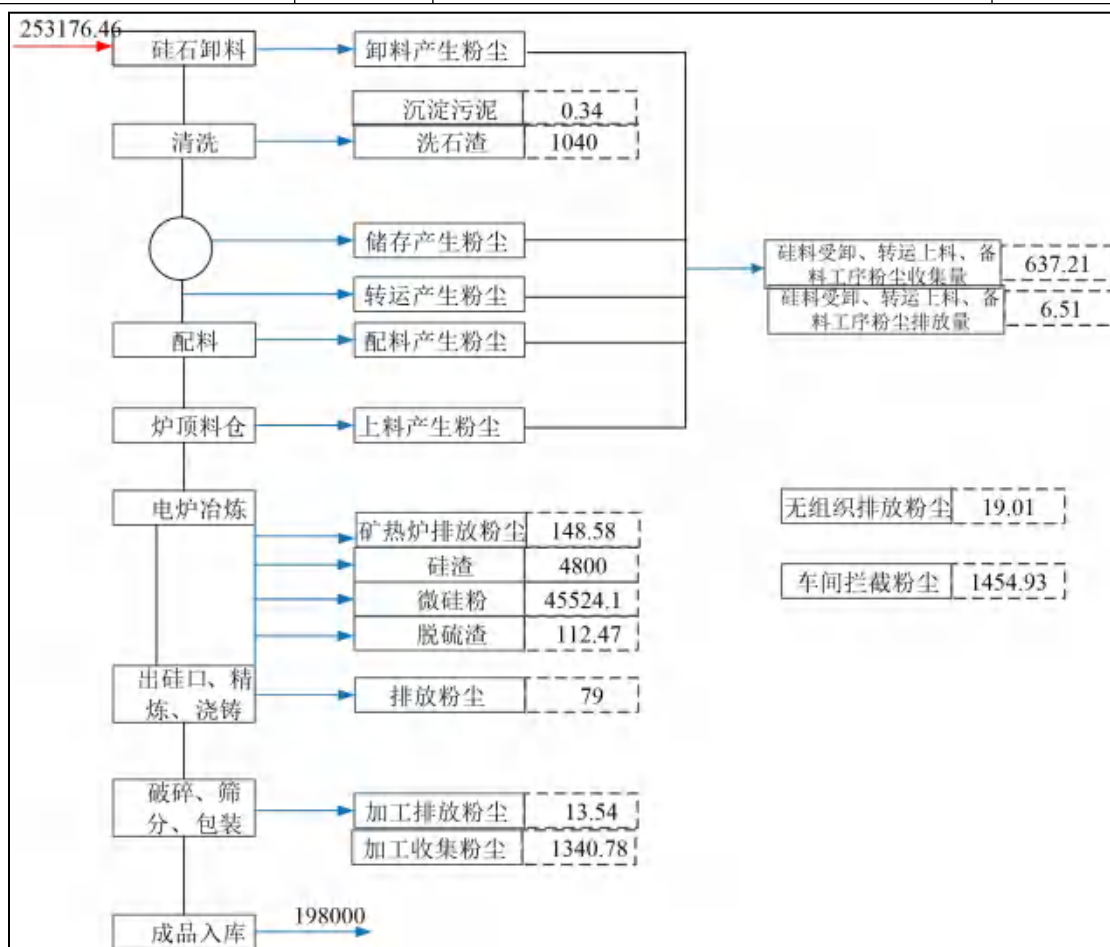 253176.46
硅石卸料
卸料产生粉尘
沉淀污泥
0.34
清洗
洗石渣
1040
储存产生粉尘
硅料受卸、转运上料、备
料工序粉尘收集量
637.21
转运产生粉尘
硅料受卸、转运上料、备
料工序粉尘排放量
6.51
配料
配料产生粉尘
炉顶料仓
上料产生粉尘
电炉冶炼
无组织排放粉尘
19.01
矿热炉排放粉尘
148.58
硅渣
4800
车间拦截粉尘
1454.93
微硅粉
45524.1
脱硫渣
112.47
出硅口、精
炼、浇铸
排放粉尘
79
破碎、筛
分、包装
加工排放粉尘
13.54
加工收集粉尘
1340.78
成品入库
198000